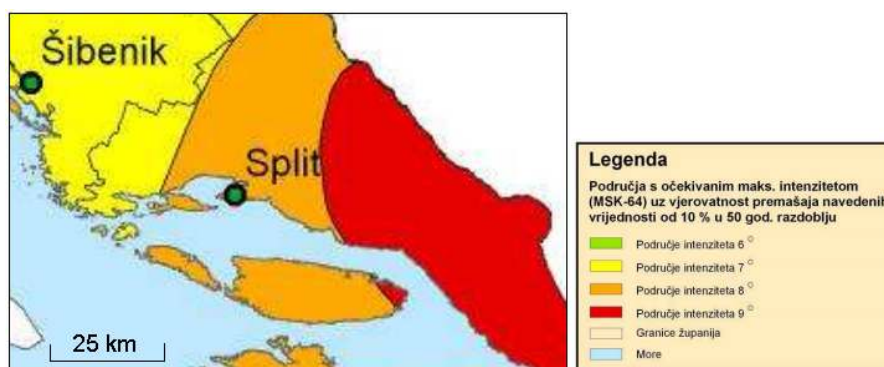 Šibenik
Split
25 km
Legenda
Područja s očekivanim maks. intenzitetom
(MSK-64) uz vjerovatnost premašaja navedenih
vrijednosti od 10 % u 50 god. razdoblju
Područje intenziteta 6 °
Područje intenziteta 7 °
Područje intenziteta 8 °
Područje intenziteta 9 °
Granice županija
More